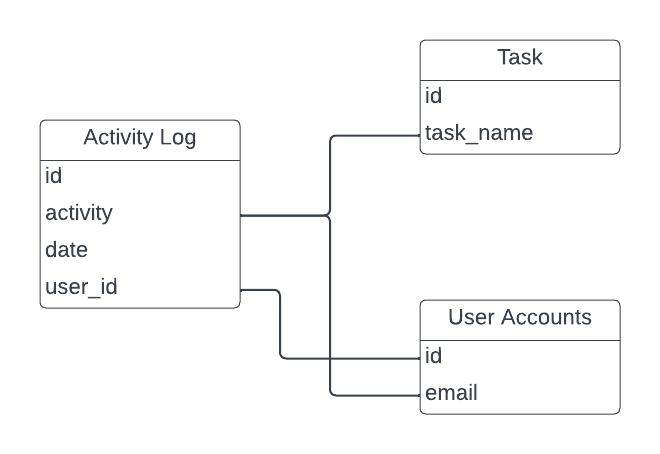 Task
id
task_name
Activity Log
id
activity
date
user_id
User Accounts
id
email